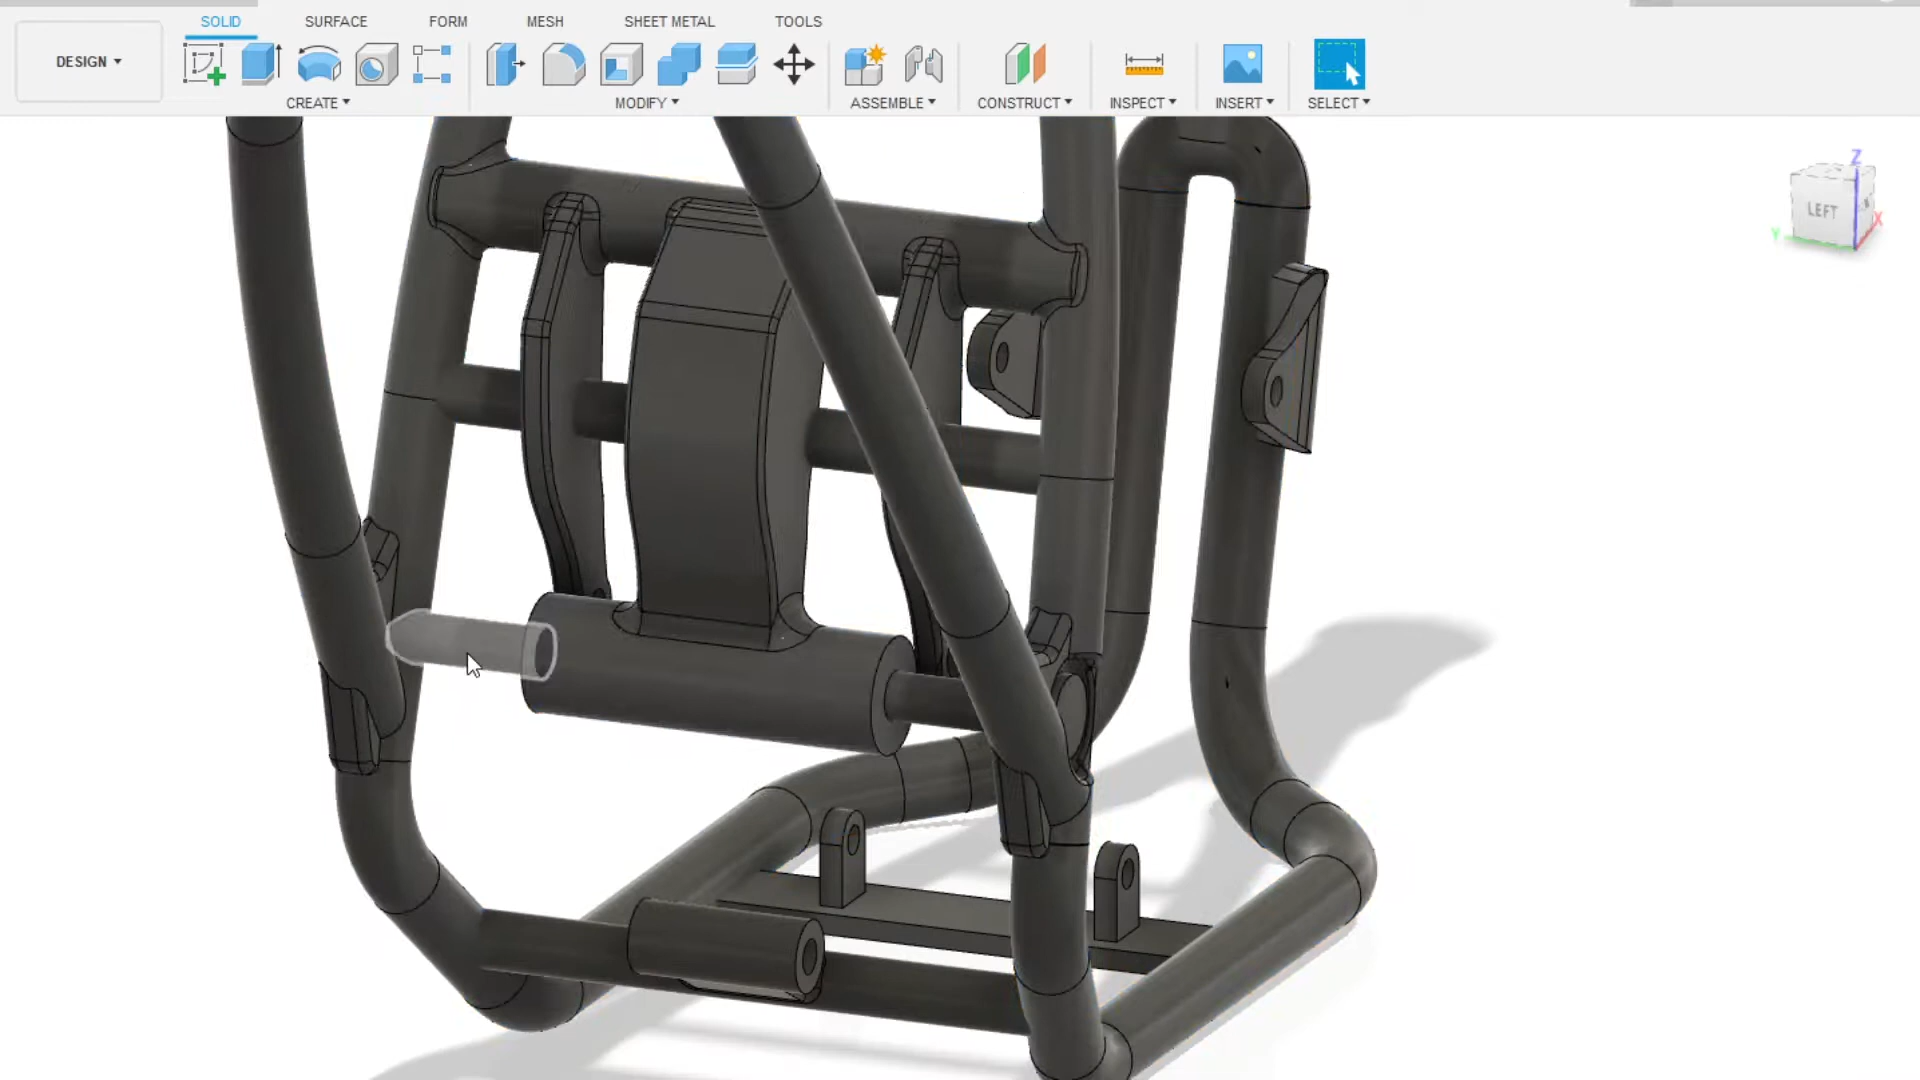 SOLID SURFACE FORM MESH SHEET METAL TOOLS
DESIGN
CREATE MODIFY ASSEMBLE CONSTRUCT INSPECT INSERT SELECT
Z
LEFT
X
Y